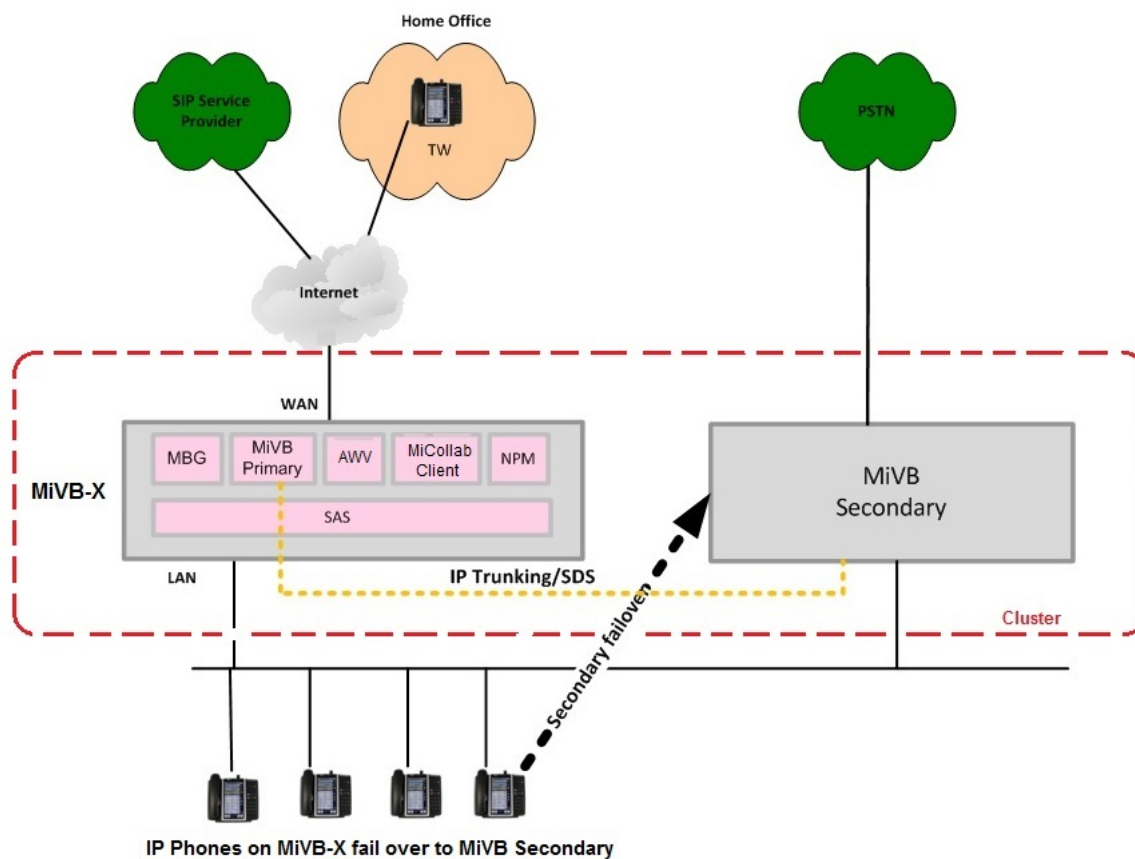 Home Office
SIP Service
Provider
TW
PSTN
Internet
WAN
MiVB-X
MBG
MiVB
Primary
AWV
MiCollab
Client
NPM
SAS
MiVB
Secondary
LAN
IP Trunking/SDS
Secondary failoven
Cluster
IP Phones on MiVB-X fail over to MiVB Secondary